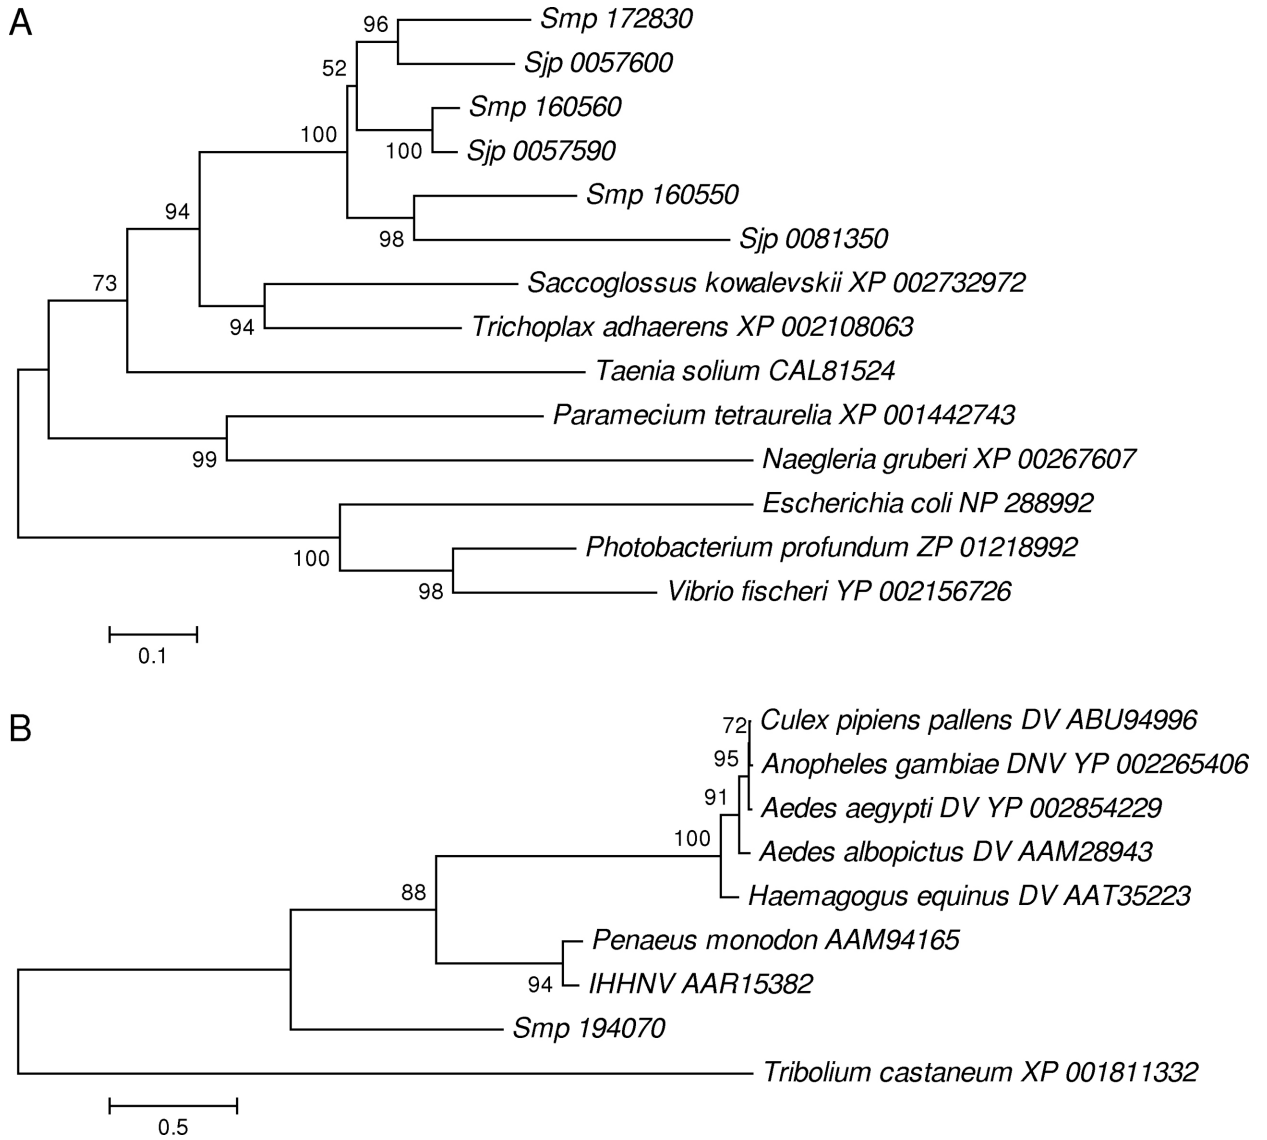 A
96
Smp 172830
Sjp 0057600
52
Smp 160560
100
100
Sjp 0057590
Smp 160550
94
98
Sjp 0081350
73
Saccoglossus kowalevskii XP 002732972
94
Trichoplax adhaerens XP 002108063
Taenia solium CAL81524
Paramecium tetraurelia XP 001442743
99
Naegleria gruberi XP 00267607
Escherichia coli NP 288992
100
Photobacterium profundum ZP 01218992
98
Vibrio fischeri YP 002156726
0.1
B
72
Culex pipiens pallens DV ABU94996
95
Anopheles gambiae DNV YP 002265406
91
Aedes aegypti DV YP 002854229
100
Aedes albopictus DV AAM28943
88
Haemagogus equinus DV AAT35223
Penaeus monodon AAM94165
94
IHHNV AAR15382
Smp 194070
Tribolium castaneum XP 001811332
0.5